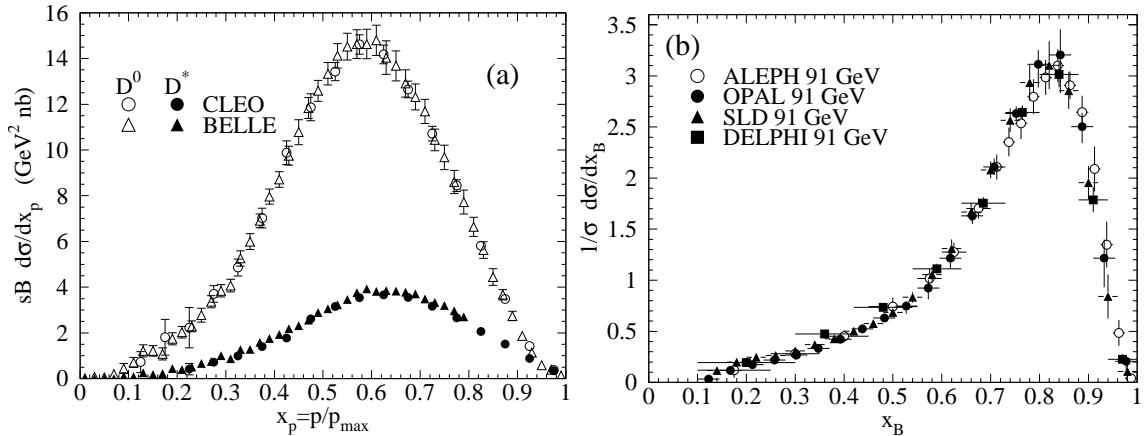 (a)
D^0 D^*
CLEO
BELLE
sB dσ/dx_p (GeV^2 nb)
0
2
4
6
8
10
12
14
16
0 0.1 0.2 0.3 0.4 0.5 0.6 0.7 0.8 0.9 1
x_p=p/p_max
(b)
ALEPH 91 GeV
OPAL 91 GeV
SLD 91 GeV
DELPHI 91 GeV
1/σ dσ/dx_B
0
0.5
1
1.5
2
2.5
3
3.5
0 0.1 0.2 0.3 0.4 0.5 0.6 0.7 0.8 0.9 1
x_B